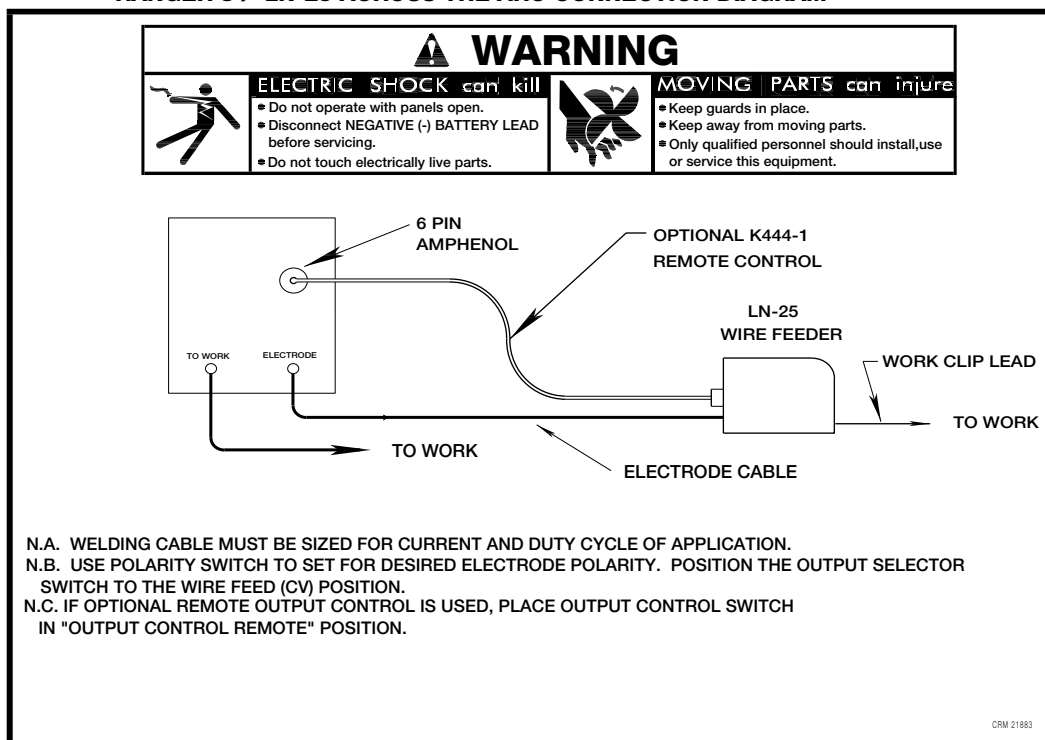 WARNING
ELECTRIC SHOCK can kill
Do not operate with panels open.
Disconnect NEGATIVE (-) BATTERY LEAD
before servicing.
Do not touch electrically live parts.
MOVING PARTS can injure
Keep guards in place.
Keep away from moving parts.
Only qualified personnel should install,use
or service this equipment.
6 PIN
AMPHENOL
OPTIONAL K444-1
REMOTE CONTROL
LN-25
WIRE FEEDER
TO WORK
ELECTRODE
WORK CLIP LEAD
TO WORK
TO WORK
ELECTRODE CABLE
N.A. WELDING CABLE MUST BE SIZED FOR CURRENT AND DUTY CYCLE OF APPLICATION.
N.B. USE POLARITY SWITCH TO SET FOR DESIRED ELECTRODE POLARITY. POSITION THE OUTPUT SELECTOR
SWITCH TO THE WIRE FEED (CV) POSITION.
N.C. IF OPTIONAL REMOTE OUTPUT CONTROL IS USED, PLACE OUTPUT CONTROL SWITCH
IN "OUTPUT CONTROL REMOTE" POSITION.
CRM 21883